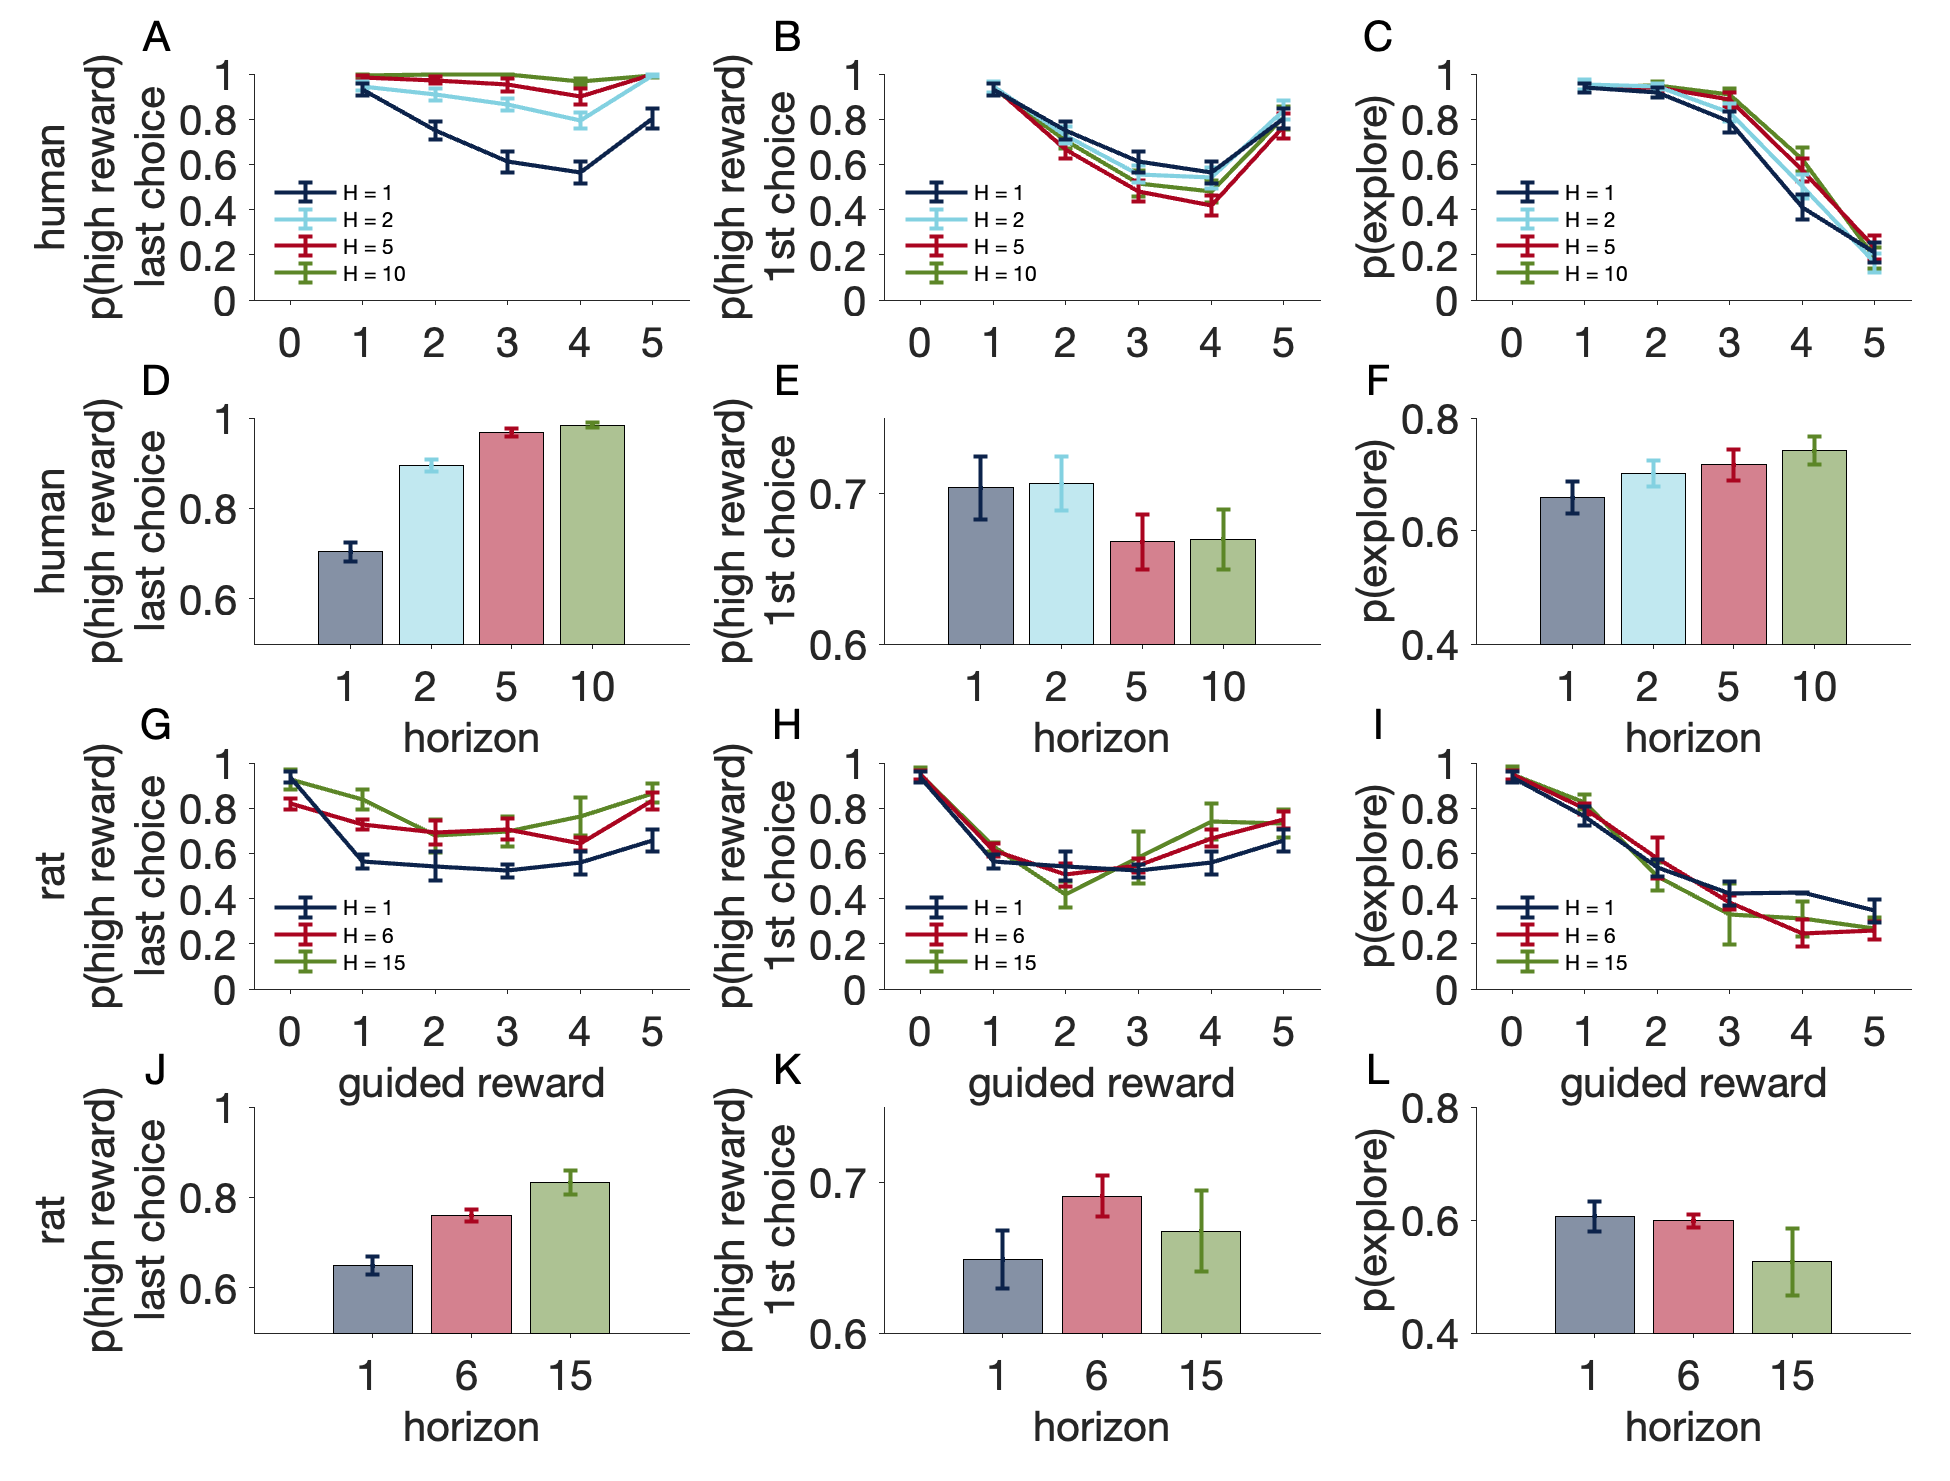 A
human
p(high reward)
last choice
1
0.8
0.6
0.4
0.2
0
H = 1
H = 2
H = 5
H = 10
0 1 2 3 4 5
B
p(high reward)
1st choice
1
0.8
0.6
0.4
0.2
0
H = 1
H = 2
H = 5
H = 10
0 1 2 3 4 5
C
p(explore)
1
0.8
0.6
0.4
0.2
0
H = 1
H = 2
H = 5
H = 10
0 1 2 3 4 5
D
human
p(high reward)
last choice
1
0.8
0.6
1 2 5 10
horizon
E
p(high reward)
1st choice
0.7
0.6
1 2 5 10
horizon
F
p(explore)
0.8
0.6
0.4
1 2 5 10
horizon
G
rat
p(high reward)
last choice
1
0.8
0.6
0.4
0.2
0
H = 1
H = 6
H = 15
0 1 2 3 4 5
guided reward
H
p(high reward)
1st choice
1
0.8
0.6
0.4
0.2
0
H = 1
H = 6
H = 15
0 1 2 3 4 5
guided reward
I
p(explore)
1
0.8
0.6
0.4
0.2
0
H = 1
H = 6
H = 15
0 1 2 3 4 5
guided reward
J
rat
p(high reward)
last choice
1
0.8
0.6
1 6 15
horizon
K
p(high reward)
1st choice
0.7
0.6
1 6 15
horizon
L
p(explore)
0.8
0.6
0.4
1 6 15
horizon